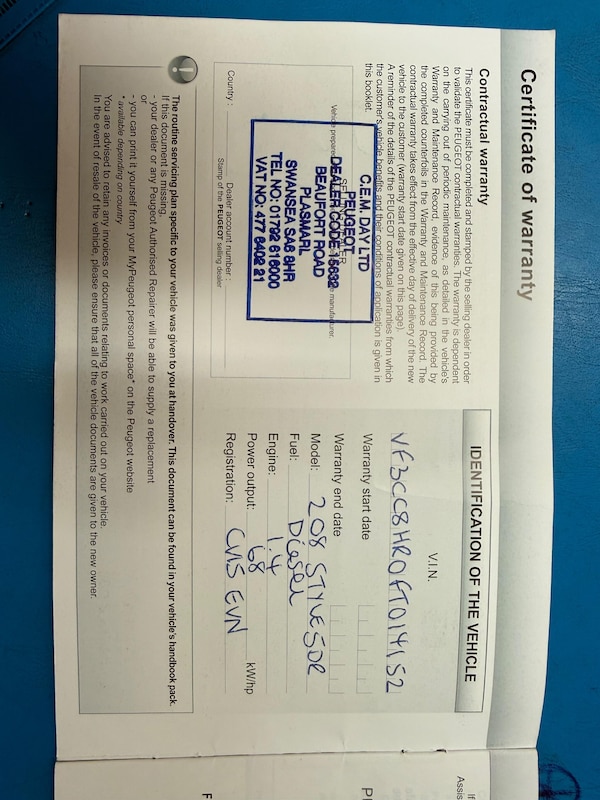 Certificate of warranty
Contractual warranty
This certificate must be completed and stamped by the selling dealer in order
to validate the PEUGEOT contractual warranties. The warranty is dependent
on the carrying out of periodic maintenance, as detailed in the vehicle's
Warranty and Maintenance Record, evidence of this being provided by
the completed counterfoils in the Warranty and Maintenance Record. The
contractual warranty takes effect from the effective day of delivery of the new
vehicle to the customer (warranty start date given on this page).
A reminder of the details of the PEUGEOT contractual warranties from which
the customer's vehicle benefits and their conditions of application is given in
this booklet.
C.E.M. DAY LTD
PEUGEOT
DEALER CODE 15632
BEAUFORT ROAD
PLASMARL
SWANSEA SA6 8HR
TEL NO: 01792 616000
VAT NO: 477 6402 21
Vehicle prepared manufacturer.
Country : Dealer account number :
Stamp of the PEUGEOT selling dealer
IDENTIFICATION OF THE VEHICLE
V.I.N.
VF3CC8HR0FT014152
Warranty start date
Warranty end date
Model: 208 STYLE 5DR
Fuel: Diesel
Engine: 1.4
Power output: 68 kW/hp
Registration: CV15 EVN
!
The routine servicing plan specific to your vehicle was given to you at handover. This document can be found in your vehicle's handbook pack.
If this document is missing,
- your dealer or any Peugeot Authorised Repairer will be able to supply a replacement
or
- you can print it yourself from your MyPeugeot personal space* on the Peugeot website
* available depending on country
You are advised to retain any invoices or documents relating to work carried out on your vehicle.
In the event of resale of the vehicle, please ensure that all of the vehicle documents are given to the new owner.
If
Assis